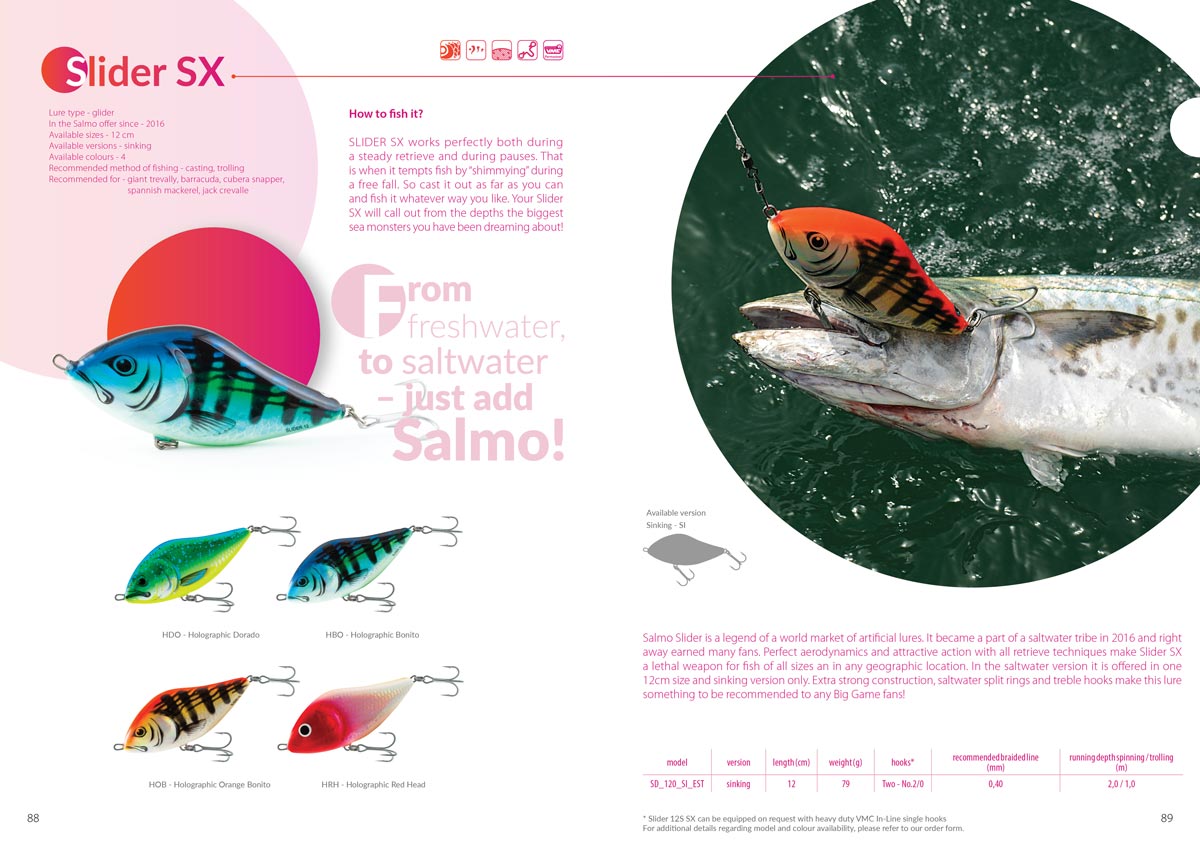 Slider SX
Lure type - glider
In the Salmo offer since - 2016
Available sizes - 12 cm
Available versions - sinking
Available colours - 4
Recommended method of fishing - casting, trolling
Recommended for - giant trevally, barracuda, cubera snapper,
spannish mackerel, jack crevalle
VMC
How to fish it?
SLIDER SX works perfectly both during
a steady retrieve and during pauses. That
is when it tempts fish by “shimmying” during
a free fall. So cast it out as far as you can
and fish it whatever way you like. Your Slider
SX will call out from the depths the biggest
sea monsters you have been dreaming about!
From
freshwater,
to saltwater
– just add
Salmo!
SLIDER 12
HDO - Holographic Dorado
HBO - Holographic Bonito
HOB - Holographic Orange Bonito
HRH - Holographic Red Head
88
Available version
Sinking - SI
Salmo Slider is a legend of a world market of artificial lures. It became a part of a saltwater tribe in 2016 and right
away earned many fans. Perfect aerodynamics and attractive action with all retrieve techniques make Slider SX
a lethal weapon for fish of all sizes an in any geographic location. In the saltwater version it is offered in one
12cm size and sinking version only. Extra strong construction, saltwater split rings and treble hooks make this lure
something to be recommended to any Big Game fans!
model version length (cm) weight (g) hooks* recommended braided line (mm) running depth spinning / trolling (m)
SD_120_SI_EST sinking 12 79 Two - No.2/0 0,40 2,0 / 1,0
* Slider 12S SX can be equipped on request with heavy duty VMC In-Line single hooks
For additional details regarding model and colour availability, please refer to our order form.
89